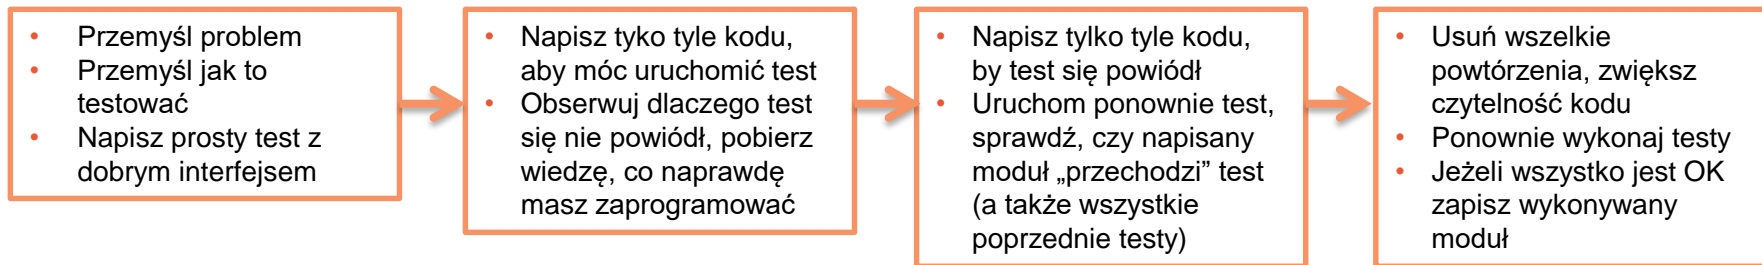 • Przemyśl problem
• Przemyśl jak to
testować
• Napisz prosty test z
dobrym interfejsem
• Napisz tyko tyle kodu,
aby móc uruchomić test
• Obserwuj dlaczego test
się nie powiódł, pobierz
wiedzę, co naprawdę
masz zaprogramować
• Napisz tylko tyle kodu,
by test się powiódł
• Uruchom ponownie test,
sprawdź, czy napisany
moduł „przechodzi” test
(a także wszystkie
poprzednie testy)
• Usuń wszelkie
powtórzenia, zwiększ
czytelność kodu
• Ponownie wykonaj testy
• Jeżeli wszystko jest OK
zapisz wykonywany
moduł